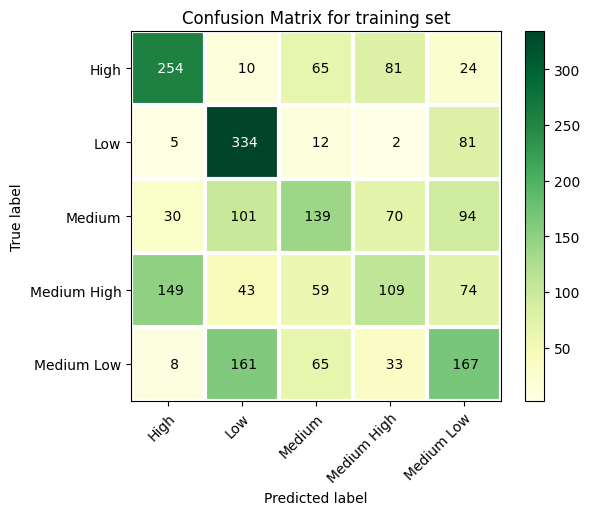 Confusion Matrix for training set
True label
High 254 10 65 81 24
Low 5 334 12 2 81
Medium 30 101 139 70 94
Medium High 149 43 59 109 74
Medium Low 8 161 65 33 167
High Low Medium Medium High Medium Low
Predicted label
300
250
200
150
100
50